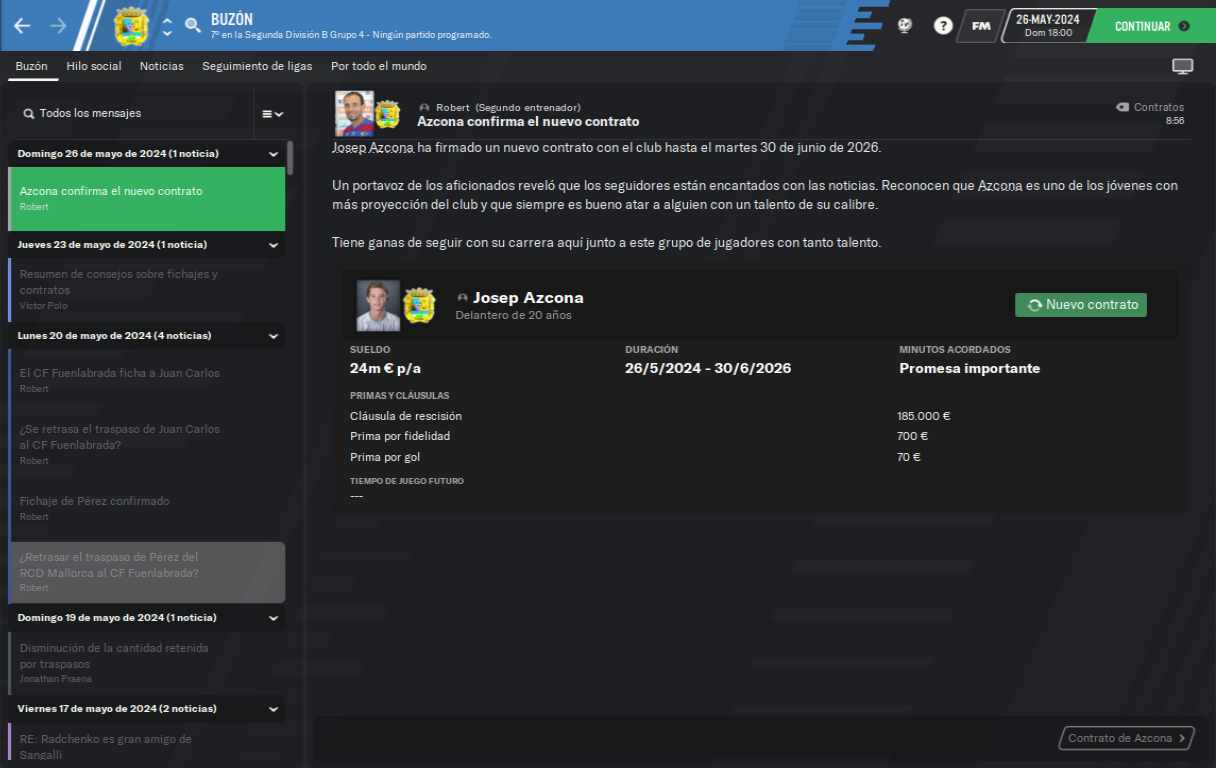 BUZÓN
7º en la Segunda División B Grupo 4 - Ningún partido programado.
?
FM
26-MAY-2024
Dom 18:00
CONTINUAR
Buzón
Hilo social
Noticias
Seguimiento de ligas
Por todo el mundo
Todos los mensajes
Domingo 26 de mayo de 2024 (1 noticia)
Azcona confirma el nuevo contrato
Robert
Jueves 23 de mayo de 2024 (1 noticia)
Resumen de consejos sobre fichajes y
contratos
Víctor Polo
Lunes 20 de mayo de 2024 (4 noticias)
El CF Fuenlabrada ficha a Juan Carlos
Robert
¿Se retrasa el traspaso de Juan Carlos
al CF Fuenlabrada?
Robert
Fichaje de Pérez confirmado
Robert
¿Retrasar el traspaso de Pérez del
RCD Mallorca al CF Fuenlabrada?
Robert
Domingo 19 de mayo de 2024 (1 noticia)
Disminución de la cantidad retenida
por traspasos
Jonathan Praena
Viernes 17 de mayo de 2024 (2 noticias)
RE: Radchenko es gran amigo de
Sangalli
Robert (Segundo entrenador)
Azcona confirma el nuevo contrato
Contratos
8:56
Josep Azcona ha firmado un nuevo contrato con el club hasta el martes 30 de junio de 2026.
Un portavoz de los aficionados reveló que los seguidores están encantados con las noticias. Reconocen que Azcona es uno de los jóvenes con
más proyección del club y que siempre es bueno atar a alguien con un talento de su calibre.
Tiene ganas de seguir con su carrera aquí junto a este grupo de jugadores con tanto talento.
Josep Azcona
Delantero de 20 años
Nuevo contrato
SUELDO
DURACIÓN
MINUTOS ACORDADOS
24m € p/a
26/5/2024 - 30/6/2026
Promesa importante
PRIMAS Y CLÁUSULAS
Cláusula de rescisión
185.000 €
Prima por fidelidad
700 €
Prima por gol
70 €
TIEMPO DE JUEGO FUTURO
---
Contrato de Azcona